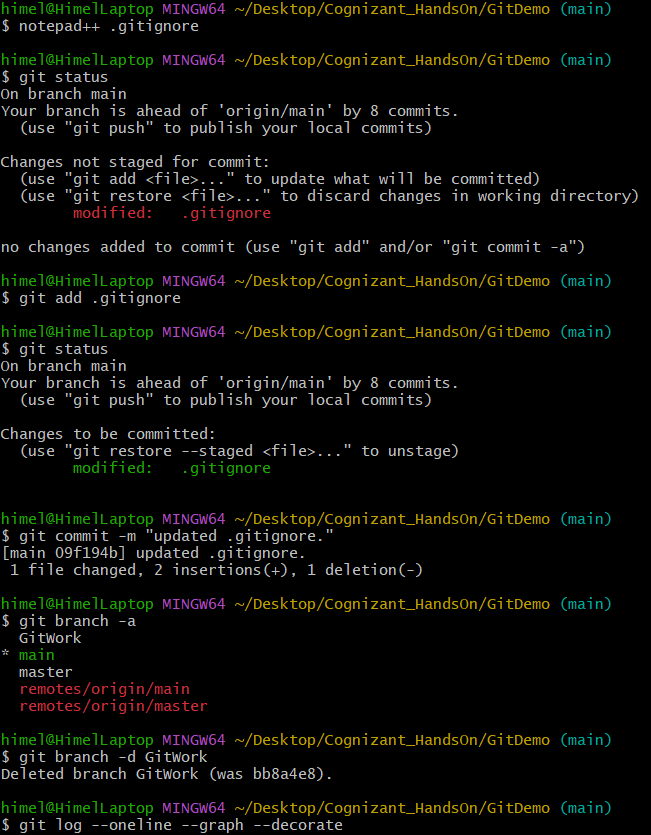 himel@HimelLaptop MINGW64 ~/Desktop/Cognizant_HandsOn/GitDemo (main)
$ notepad++ .gitignore

himel@HimelLaptop MINGW64 ~/Desktop/Cognizant_HandsOn/GitDemo (main)
$ git status
On branch main
Your branch is ahead of 'origin/main' by 8 commits.
  (use "git push" to publish your local commits)

Changes not staged for commit:
  (use "git add <file>..." to update what will be committed)
  (use "git restore <file>..." to discard changes in working directory)
        modified:   .gitignore

no changes added to commit (use "git add" and/or "git commit -a")

himel@HimelLaptop MINGW64 ~/Desktop/Cognizant_HandsOn/GitDemo (main)
$ git add .gitignore

himel@HimelLaptop MINGW64 ~/Desktop/Cognizant_HandsOn/GitDemo (main)
$ git status
On branch main
Your branch is ahead of 'origin/main' by 8 commits.
  (use "git push" to publish your local commits)

Changes to be committed:
  (use "git restore --staged <file>..." to unstage)
        modified:   .gitignore


himel@HimelLaptop MINGW64 ~/Desktop/Cognizant_HandsOn/GitDemo (main)
$ git commit -m "updated .gitignore."
[main 09f194b] updated .gitignore.
 1 file changed, 2 insertions(+), 1 deletion(-)

himel@HimelLaptop MINGW64 ~/Desktop/Cognizant_HandsOn/GitDemo (main)
$ git branch -a
  GitWork
* main
  master
  remotes/origin/main
  remotes/origin/master

himel@HimelLaptop MINGW64 ~/Desktop/Cognizant_HandsOn/GitDemo (main)
$ git branch -d GitWork
Deleted branch GitWork (was bb8a4e8).

himel@HimelLaptop MINGW64 ~/Desktop/Cognizant_HandsOn/GitDemo (main)
$ git log --oneline --graph --decorate